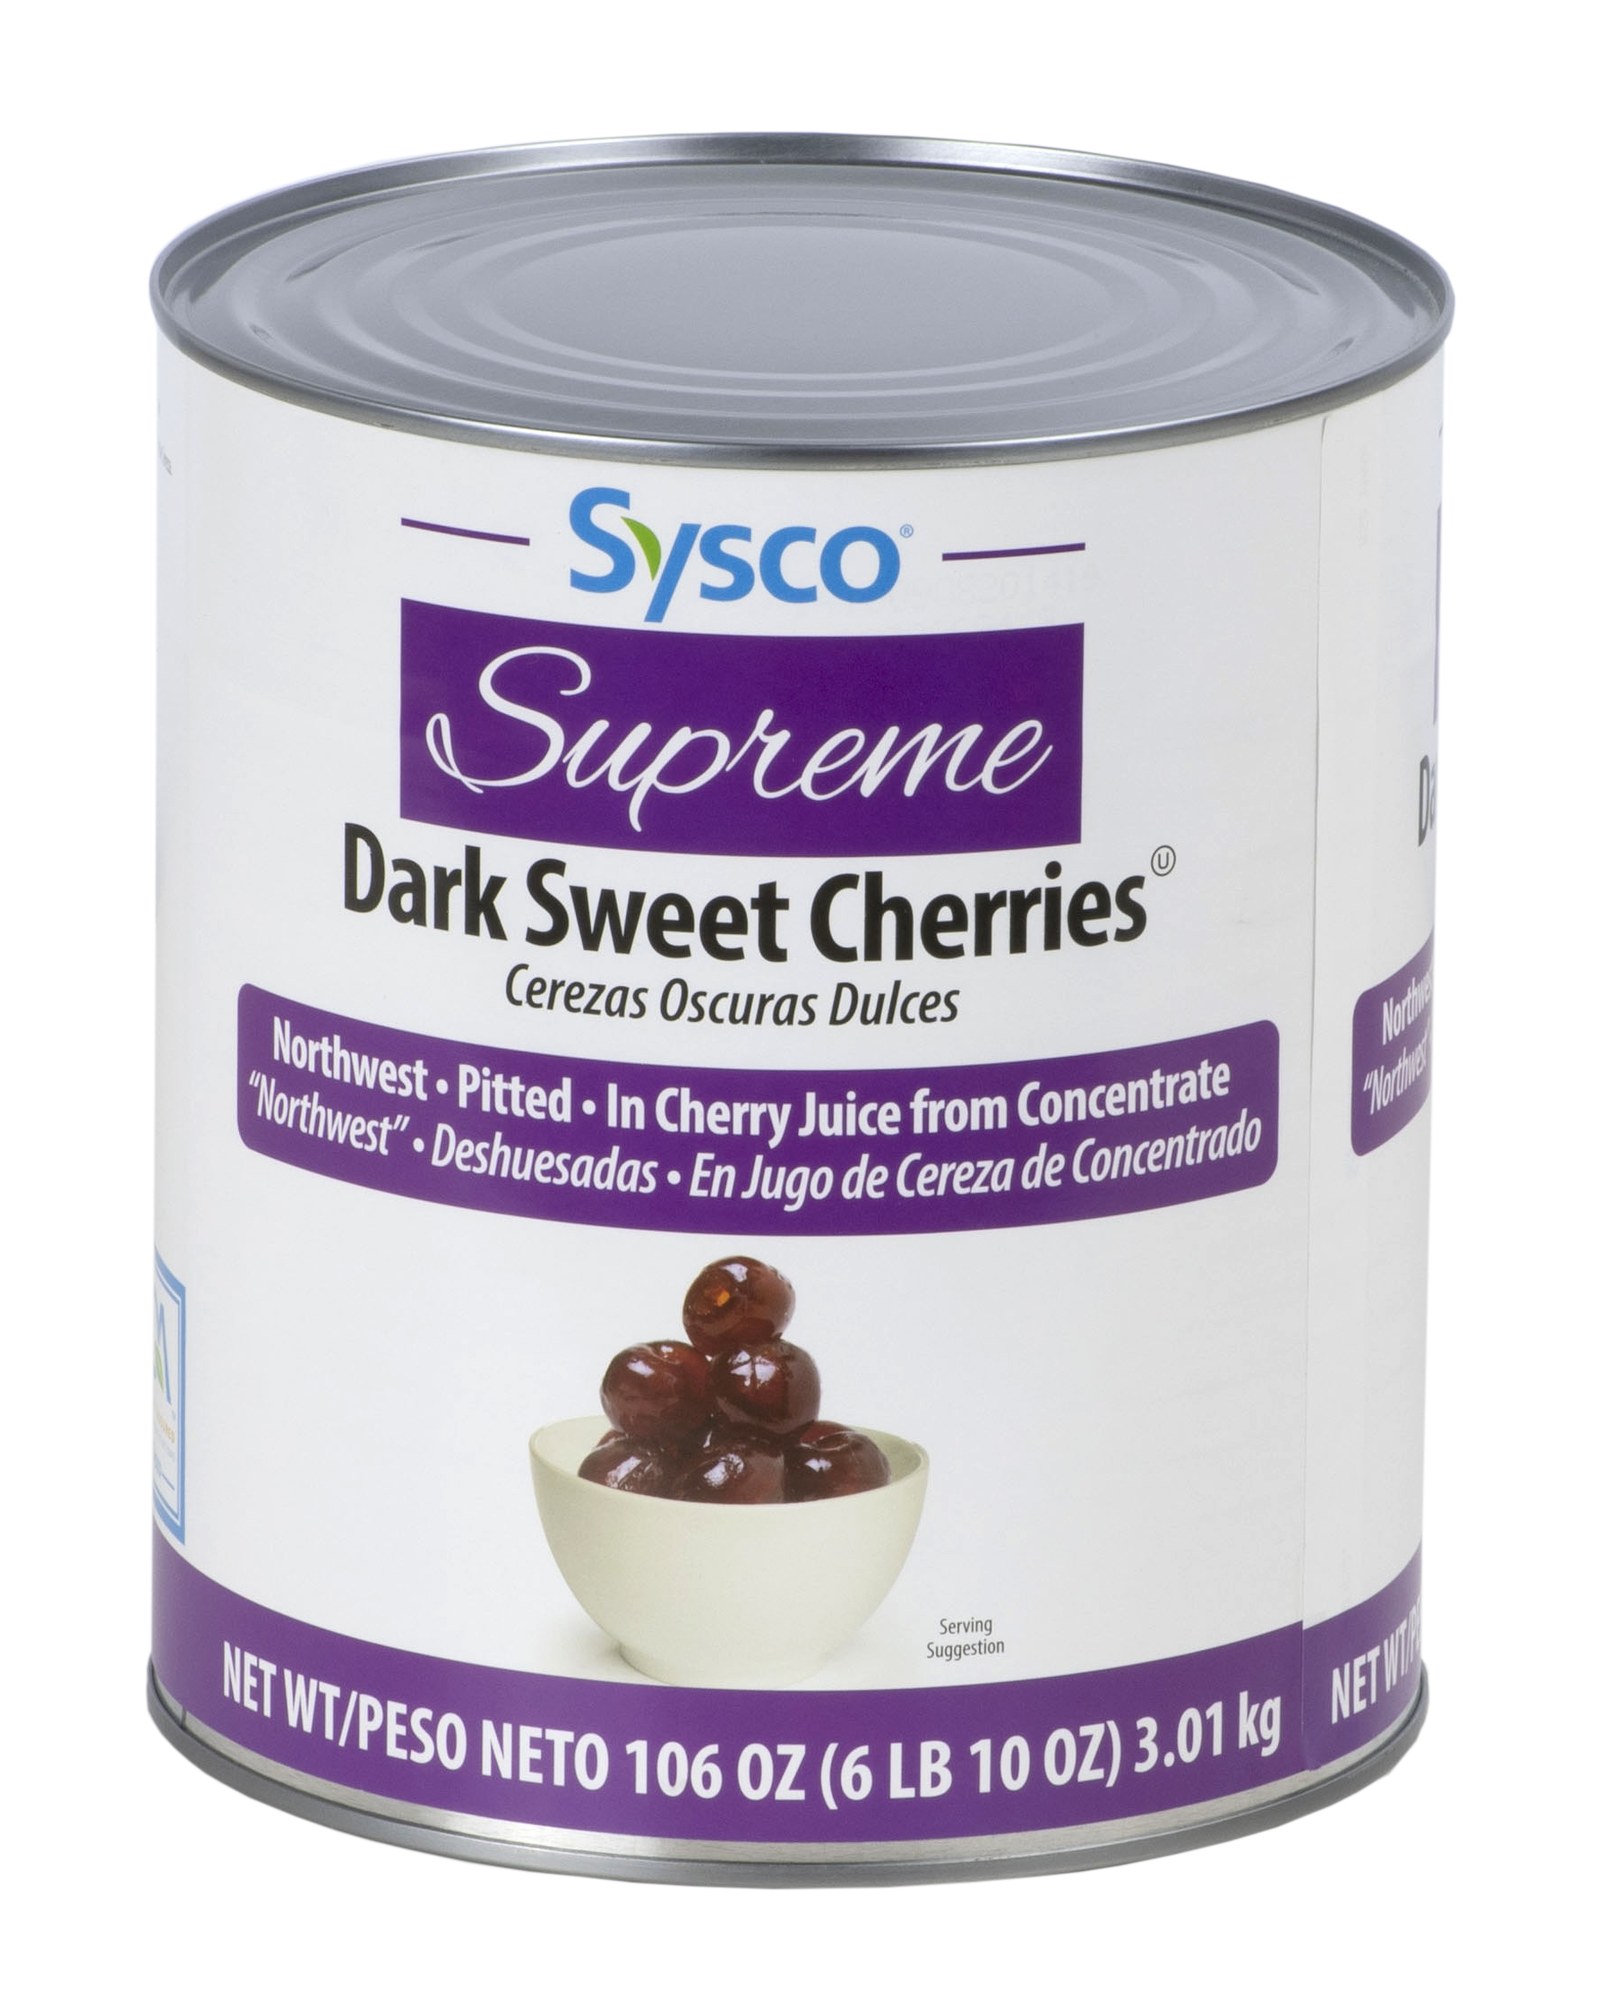 Sysco®
Supreme
Dark Sweet Cherries Ⓤ
Cerezas Oscuras Dulces
Northwest • Pitted • In Cherry Juice from Concentrate
"Northwest" • Deshuesadas • En Jugo de Cereza de Concentrado
Serving
Suggestion
NET WT/PESO NETO 106 OZ (6 LB 10 OZ) 3.01 kg
NET WT